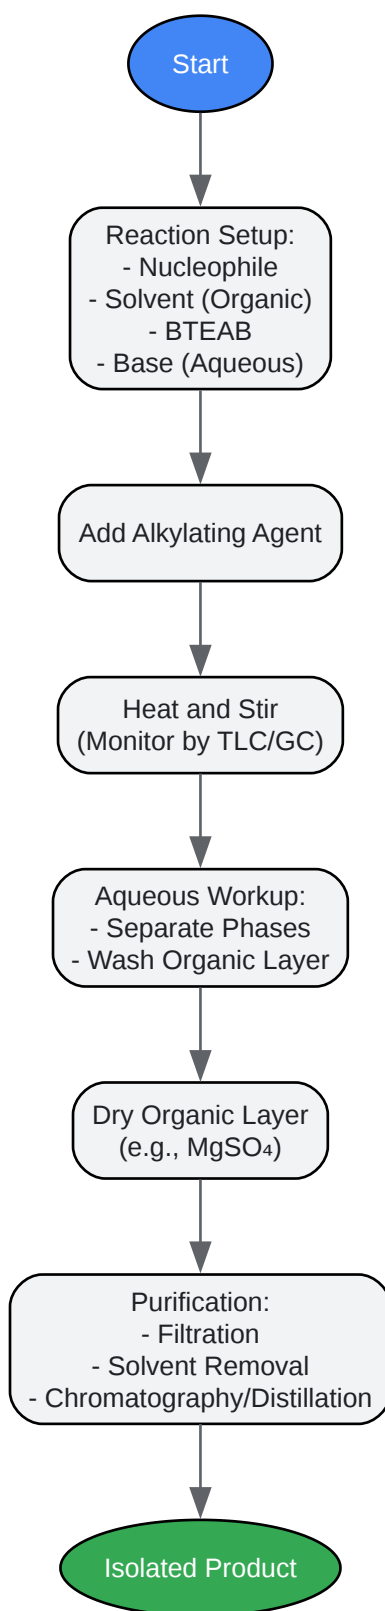 Start
Reaction Setup:
- Nucleophile
- Solvent (Organic)
- BTEAB
- Base (Aqueous)
Add Alkylating Agent
Heat and Stir
(Monitor by TLC/GC)
Aqueous Workup:
- Separate Phases
- Wash Organic Layer
Dry Organic Layer
(e.g., MgSO₄)
Purification:
- Filtration
- Solvent Removal
- Chromatography/Distillation
Isolated Product